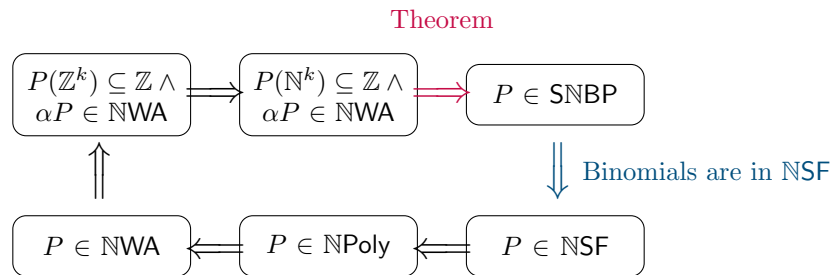 Theorem
P(ℤ^k) ⊆ ℤ ∧
αP ∈ ℕWA
P(ℕ^k) ⊆ ℤ ∧
αP ∈ ℕWA
P ∈ SℕBP
Binomials are in ℕSF
P ∈ ℕWA
P ∈ ℕPoly
P ∈ ℕSF